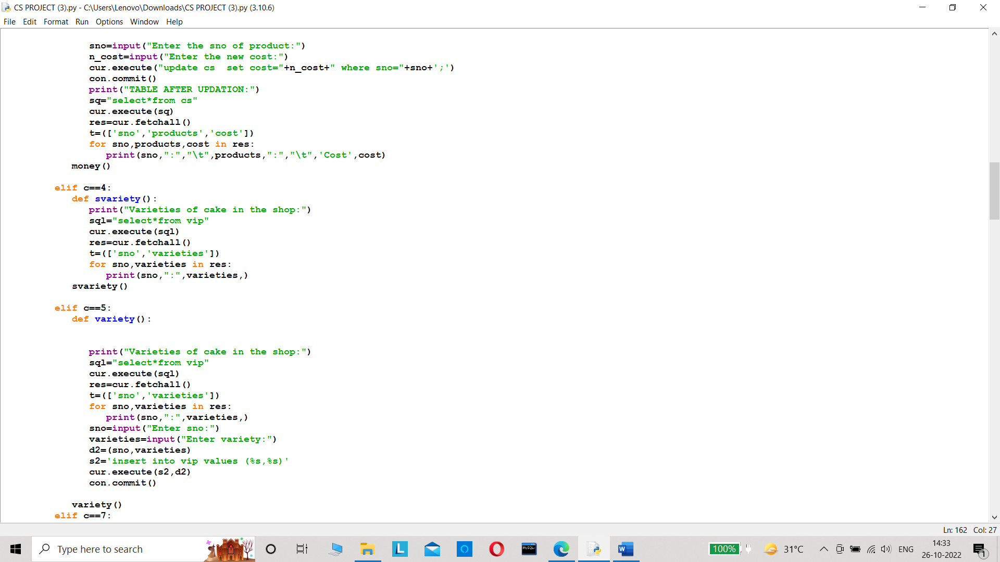 CS PROJECT (3).py - C:\Users\Lenovo\Downloads\CS PROJECT (3).py (3.10.6)
File Edit Format Run Options Window Help
sno=input("Enter the sno of product:")
n_cost=input("Enter the new cost:")
cur.execute("update cs  set cost="+n_cost+" where sno="+sno+';')
con.commit()
print("TABLE AFTER UPDATION:")
sq="select*from cs"
cur.execute(sq)
res=cur.fetchall()
t=(['sno','products','cost'])
for sno,products,cost in res:
print(sno,":","\t",products,":","\t",'Cost',cost)
money()
elif c==4:
def svariety():
print("Varieties of cake in the shop:")
sql="select*from vip"
cur.execute(sql)
res=cur.fetchall()
t=(['sno','varieties'])
for sno,varieties in res:
print(sno,":",varieties,)
svariety()
elif c==5:
def variety():
print("Varieties of cake in the shop:")
sql="select*from vip"
cur.execute(sql)
res=cur.fetchall()
t=(['sno','varieties'])
for sno,varieties in res:
print(sno,":",varieties,)
sno=input("Enter sno:")
varieties=input("Enter variety:")
d2=(sno,varieties)
s2='insert into vip values (%s,%s)'
cur.execute(s2,d2)
con.commit()
variety()
elif c==7:
Ln: 162 Col: 27
Type here to search
L
MySQL
W
100%
31°C
ENG
14:33
26-10-2022
1